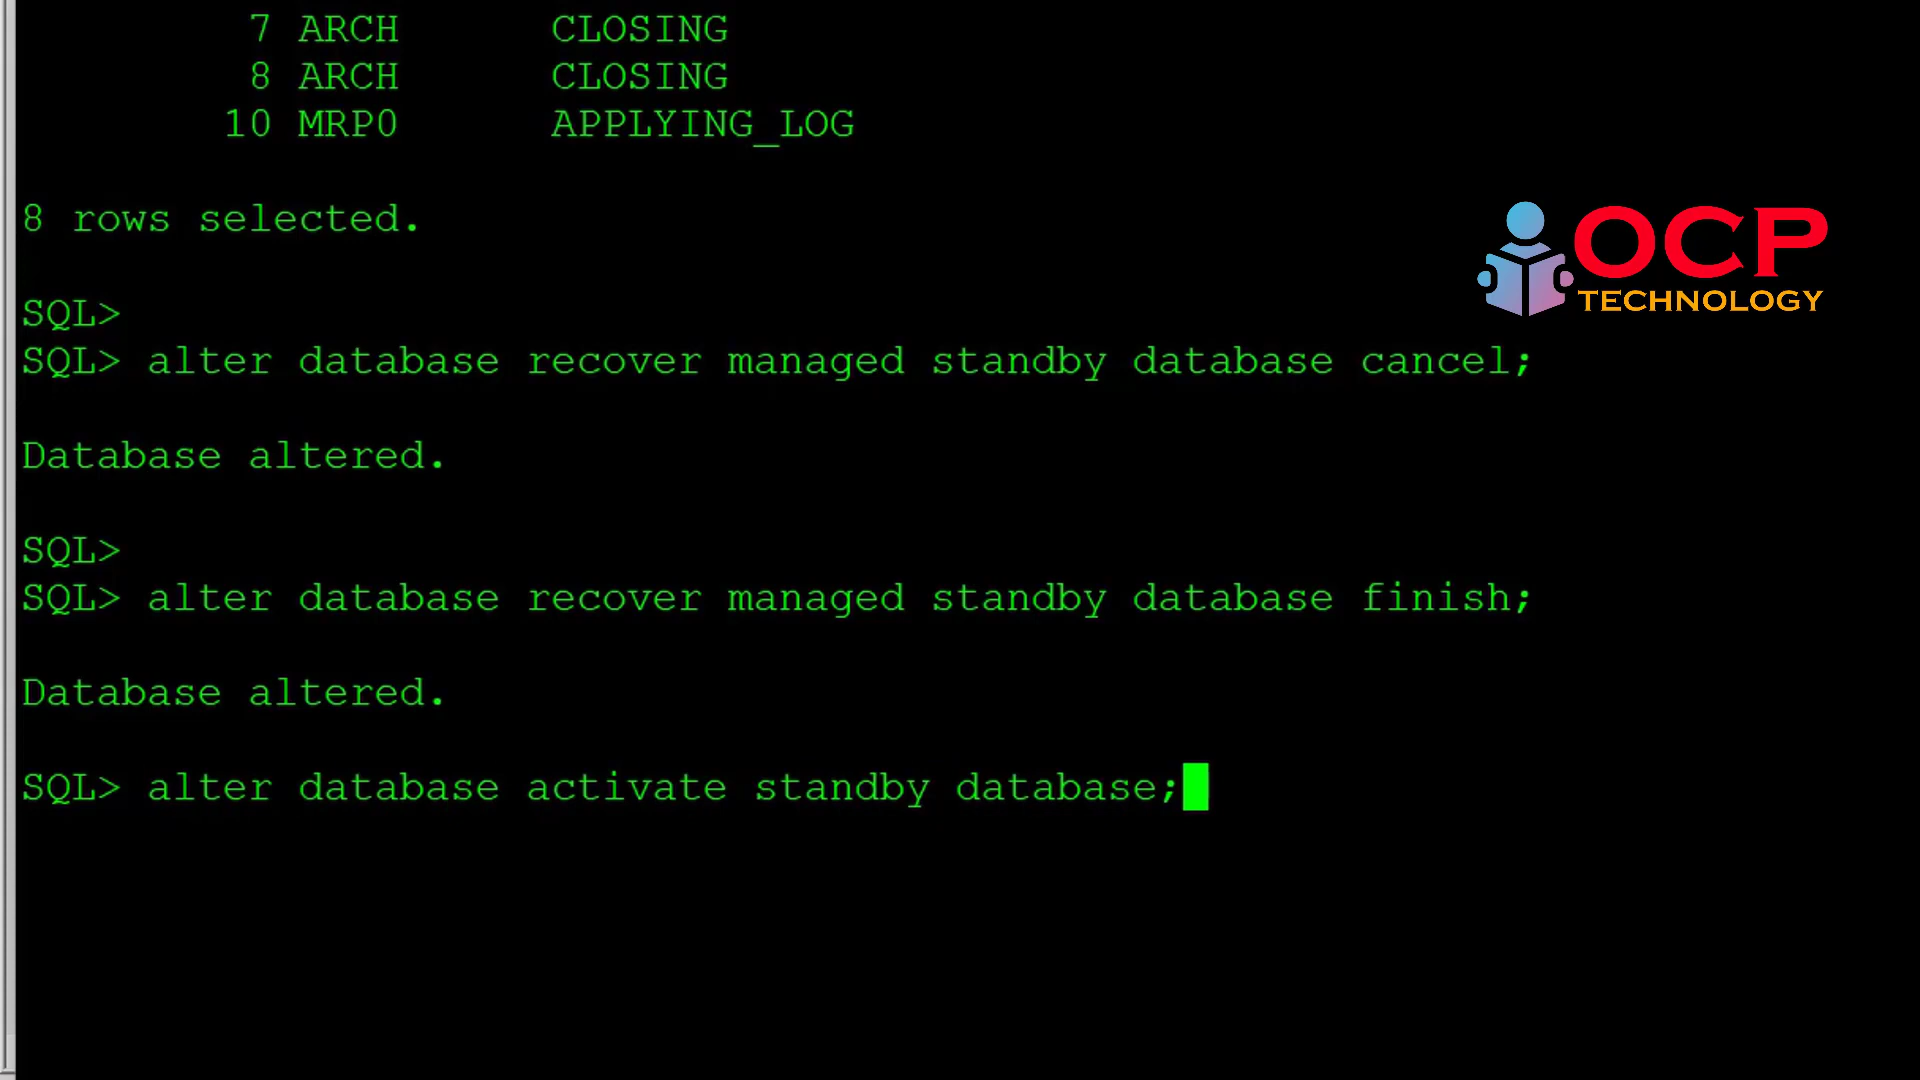 7 ARCH CLOSING
8 ARCH CLOSING
10 MRP0 APPLYING_LOG
8 rows selected.
OCP
TECHNOLOGY
SQL>
SQL> alter database recover managed standby database cancel;
Database altered.
SQL>
SQL> alter database recover managed standby database finish;
Database altered.
SQL> alter database activate standby database;